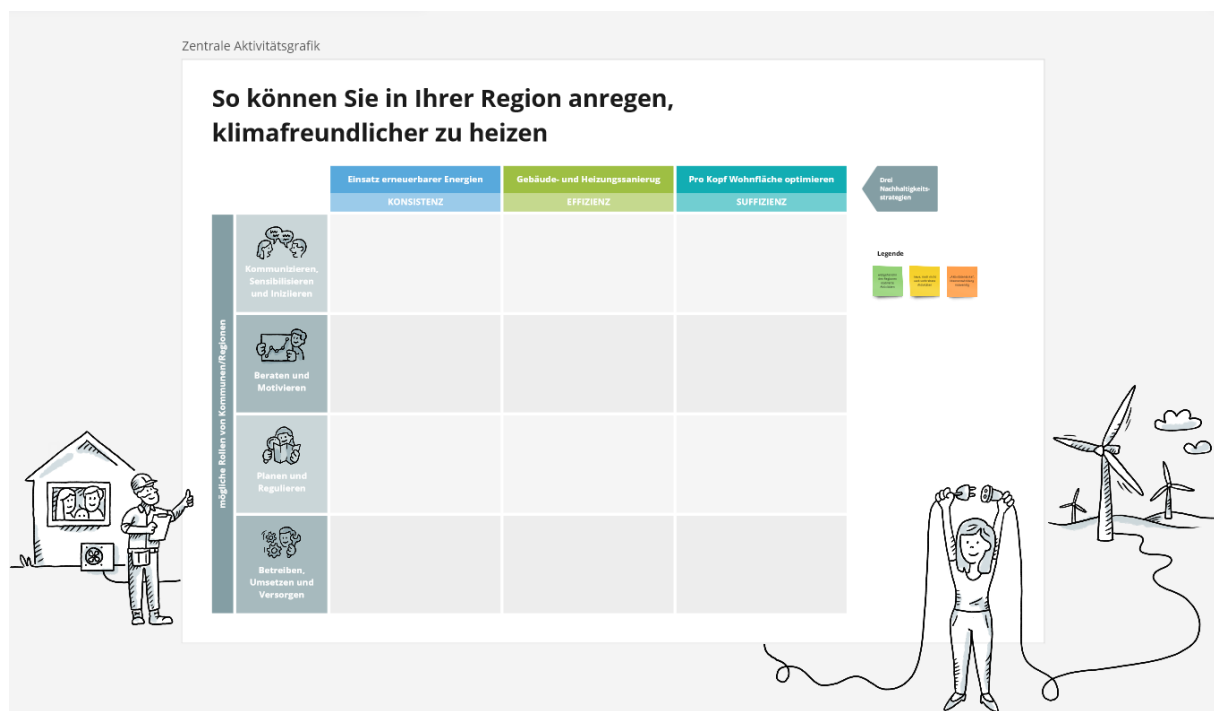 Zentrale Aktivitätsgrafik
So können Sie in Ihrer Region anregen,
klimafreundlicher zu heizen
Einsatz erneuerbarer Energien
Gebäude- und Heizungssanierug
Pro Kopf Wohnfläche optimieren
KONSISTENZ
EFFIZIENZ
SUFFIZIENZ
Drei
Nachhaltigkeits-
strategien
Legende
mögliche Rollen von Kommunen/Regionen
Kommunizieren,
Sensibilisieren
und Iniziieren
Beraten und
Motivieren
Planen und
Regulieren
Betreiben,
Umsetzen und
Versorgen